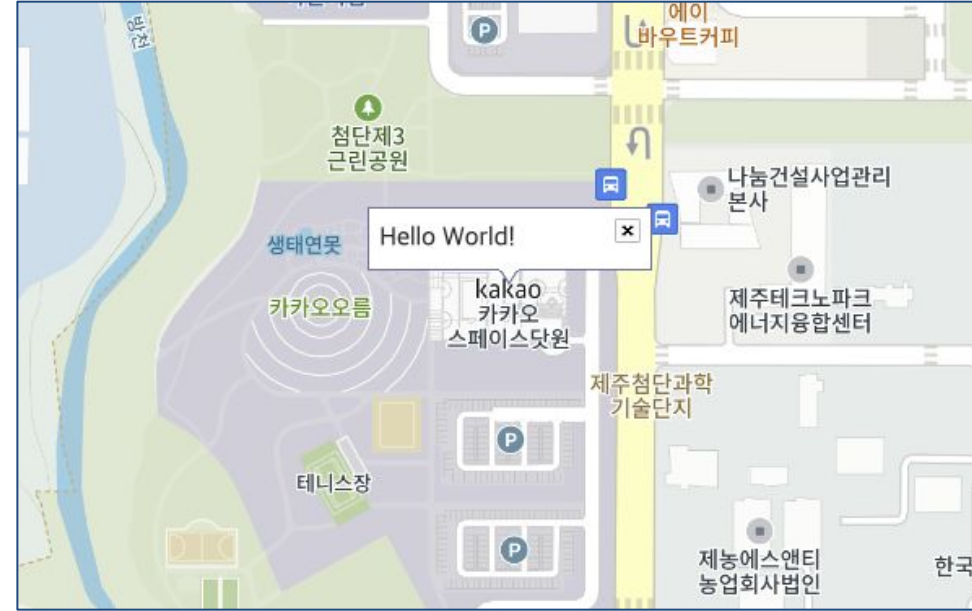 에이
바우트커피
방천
P
첨단제3
근린공원
나눔건설사업관리
본사
Hello World!
생태연못
kakao
카카오
스페이스닷원
카카오오름
제주테크노파크
에너지융합센터
제주첨단과학
기술단지
P
테니스장
P
제농에스앤티
농업회사법인
한국